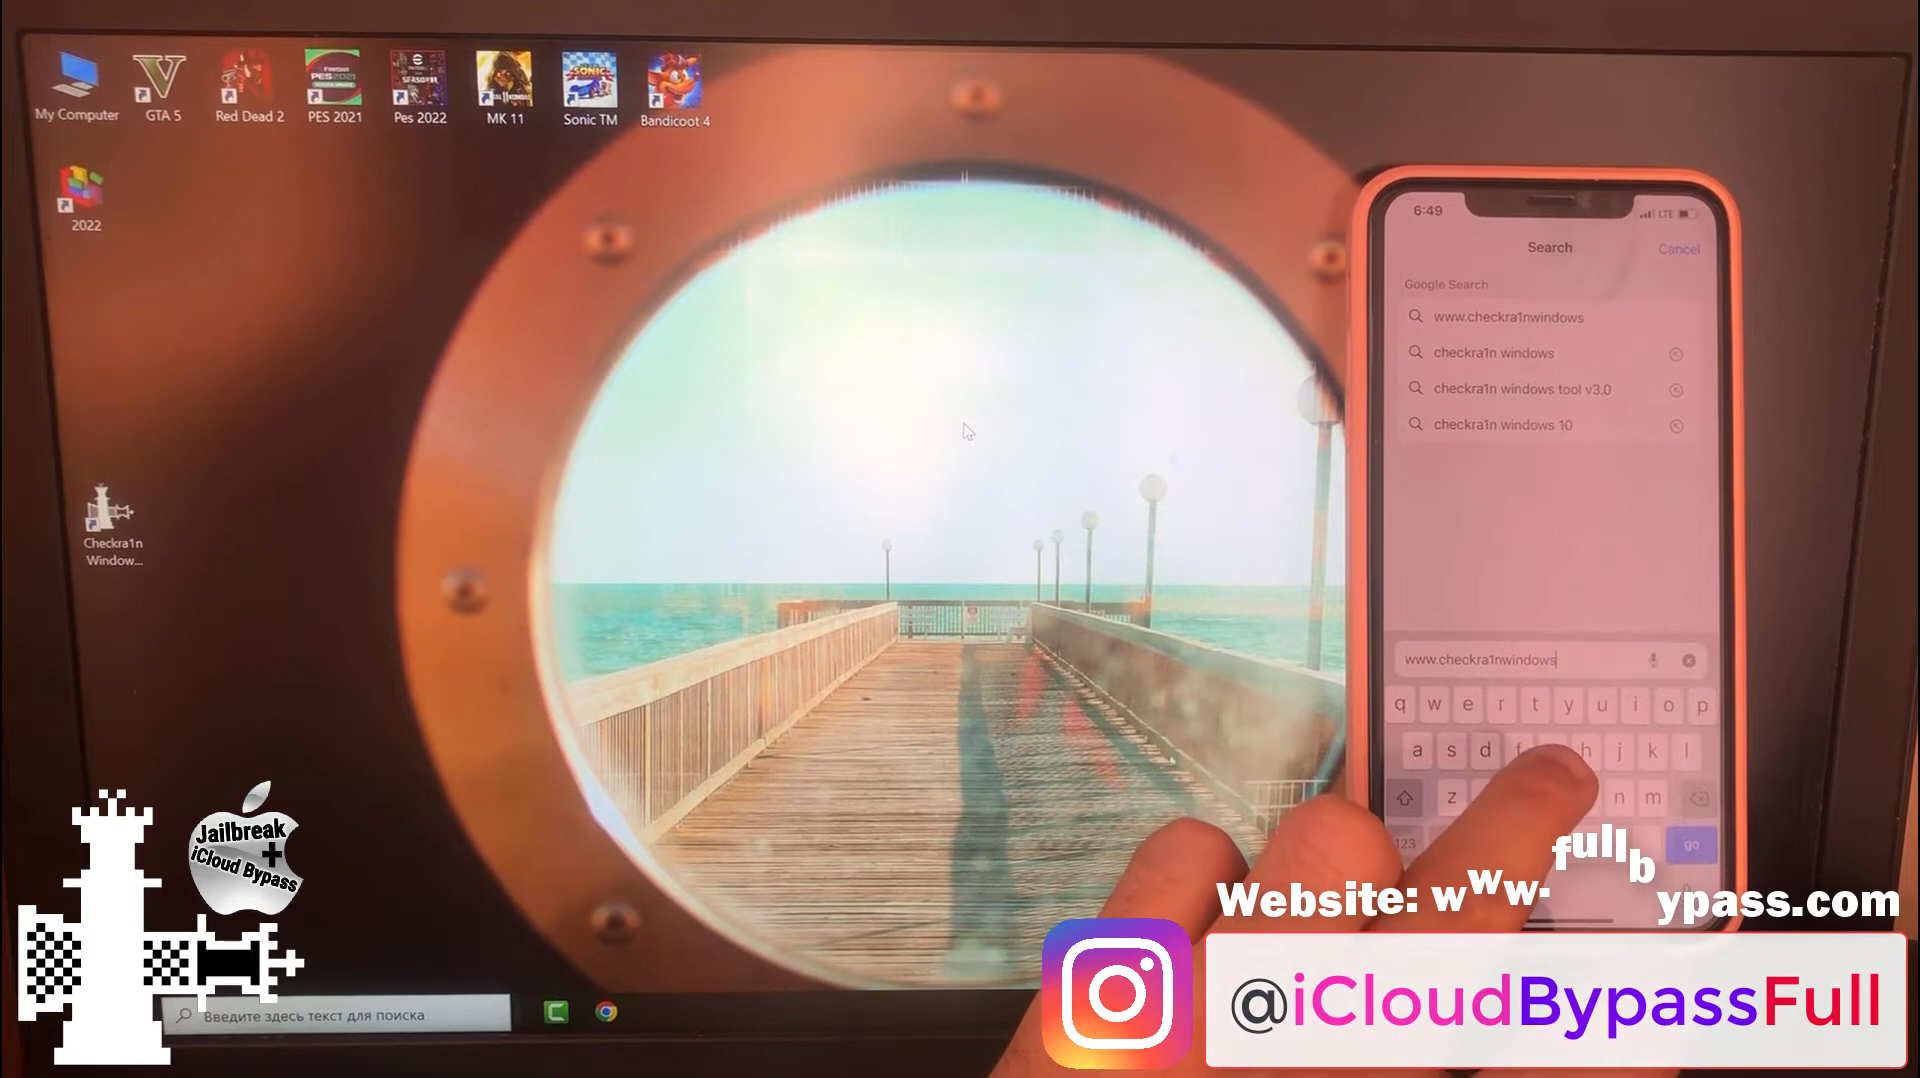 My Computer
GTA 5
Red Dead 2
PES 2021
Pes 2022
MK 11
Sonic TM
Bandicoot 4
2022
Checkra1n
Window...
6:49
LTE
Search
Cancel
Google Search
www.checkra1nwindows
checkra1n windows
checkra1n windows tool v3.0
checkra1n windows 10
www.checkra1nwindows
q w e r t y u i o p
a s d f h j k l
z n m
123
go
Jailbreak
+
iCloud Bypass
Website: www.fullbypass.com
@iCloudBypassFull
Введите здесь текст для поиска